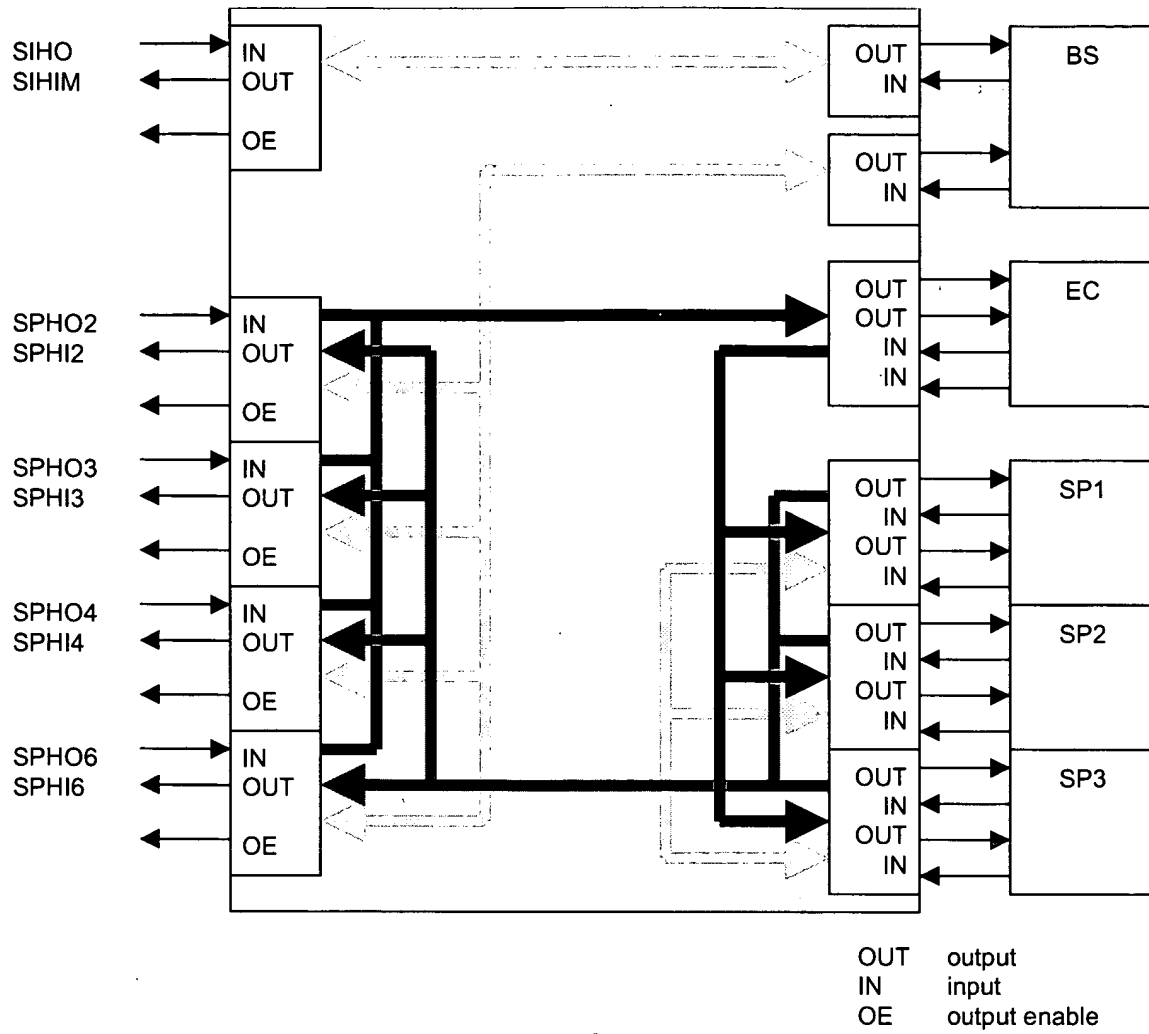 SIHO IN OUT BS
SIHIM OUT IN
OE
OUT
IN
OUT EC
SPHO2 IN OUT
SPHI2 OUT IN
IN
OE
SPHO3 IN OUT SP1
SPHI3 OUT IN
OUT
OE IN
SPHO4 IN OUT SP2
SPHI4 OUT IN
OUT
OE IN
SPHO6 IN OUT SP3
SPHI6 OUT IN
OUT
OE IN
OUT output
IN input
OE output enable